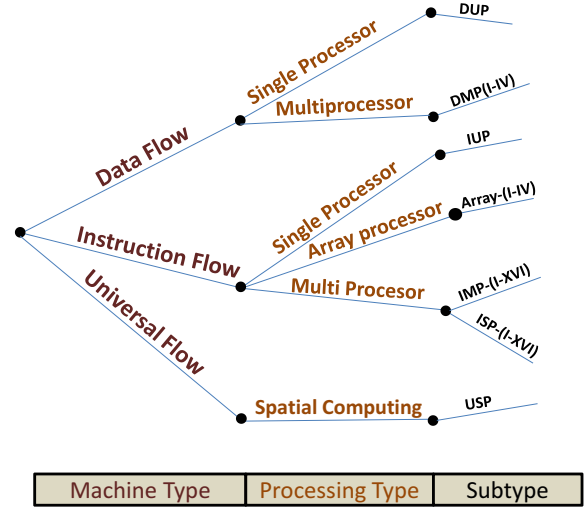 DUP
Single Processor
DMP(I-IV)
Multiprocessor
Data Flow
IUP
Single Processor
Array-(I-IV)
Array processor
Instruction Flow
Multi Procesor
IMP-(I-XVI)
ISP-(I-XVI)
Universal Flow
Spatial Computing
USP
Machine Type
Processing Type
Subtype